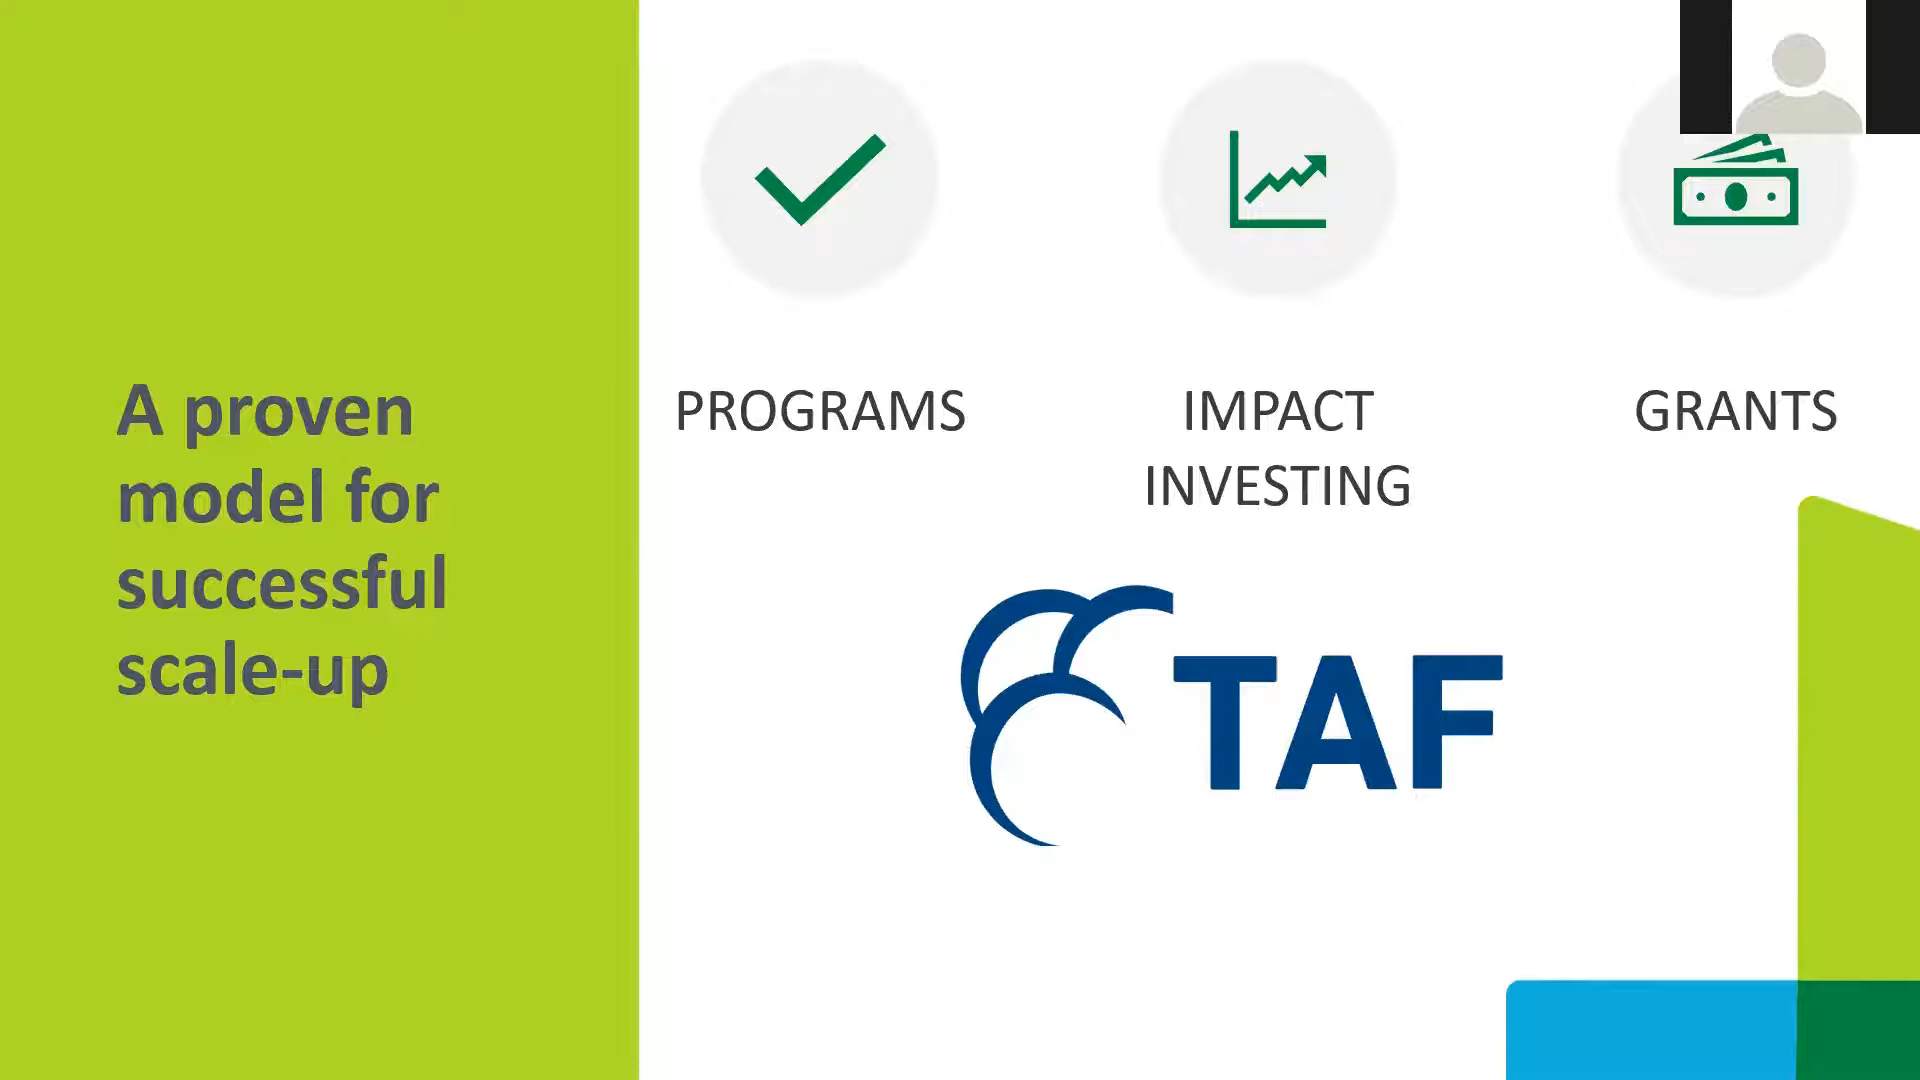 A proven
model for
successful
scale-up
PROGRAMS
IMPACT
INVESTING
GRANTS
TAF